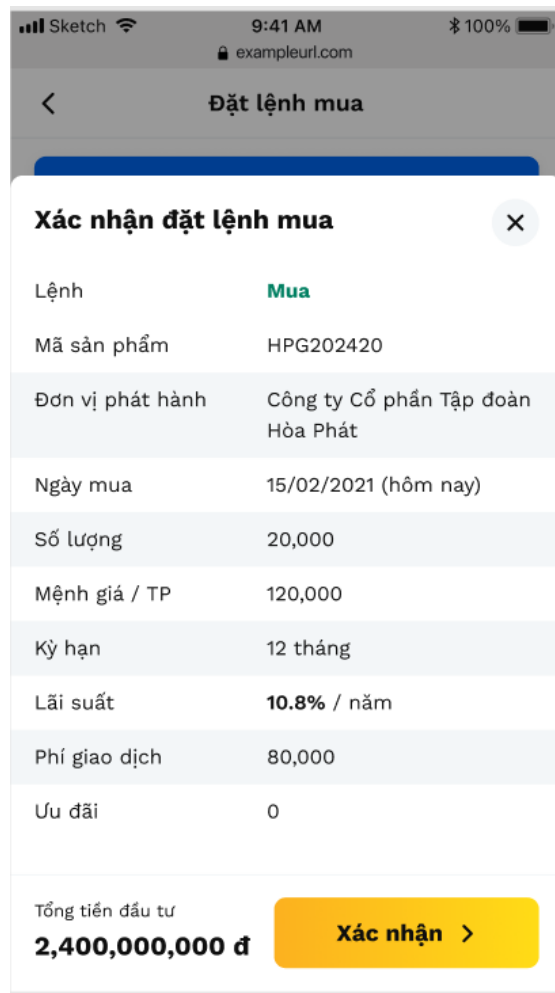 Sketch 9:41 AM 100%
exampleurl.com
Đặt lệnh mua
Xác nhận đặt lệnh mua
Lệnh Mua
Mã sản phẩm HPG202420
Đơn vị phát hành Công ty Cổ phần Tập đoàn
Hòa Phát
Ngày mua 15/02/2021 (hôm nay)
Số lượng 20,000
Mệnh giá / TP 120,000
Kỳ hạn 12 tháng
Lãi suất 10.8% / năm
Phí giao dịch 80,000
Ưu đãi 0
Tổng tiền đầu tư
2,400,000,000 đ
Xác nhận